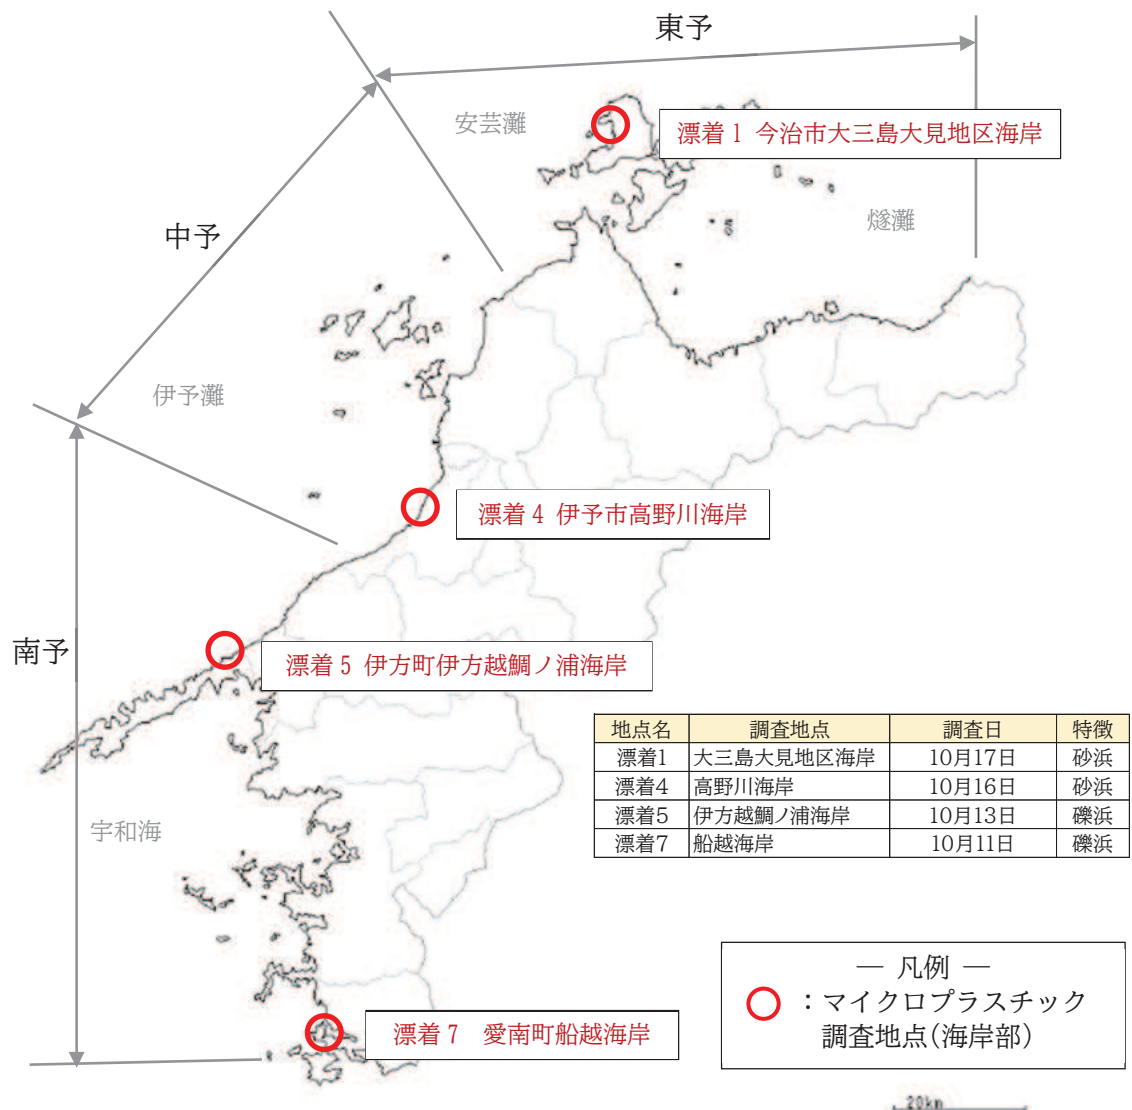 東予
安芸灘
漂着 1 今治市大三島大見地区海岸
燧灘
中予
伊予灘
漂着 4 伊予市高野川海岸
南予
漂着 5 伊方町伊方越鯛ノ浦海岸
地点名 調査地点 調査日 特徴
漂着1 大三島大見地区海岸 10月17日 砂浜
漂着4 高野川海岸 10月16日 砂浜
漂着5 伊方越鯛ノ浦海岸 10月13日 礫浜
漂着7 船越海岸 10月11日 礫浜
宇和海
― 凡例 ―
：マイクロプラスチック
調査地点(海岸部)
漂着 7 愛南町船越海岸
20km